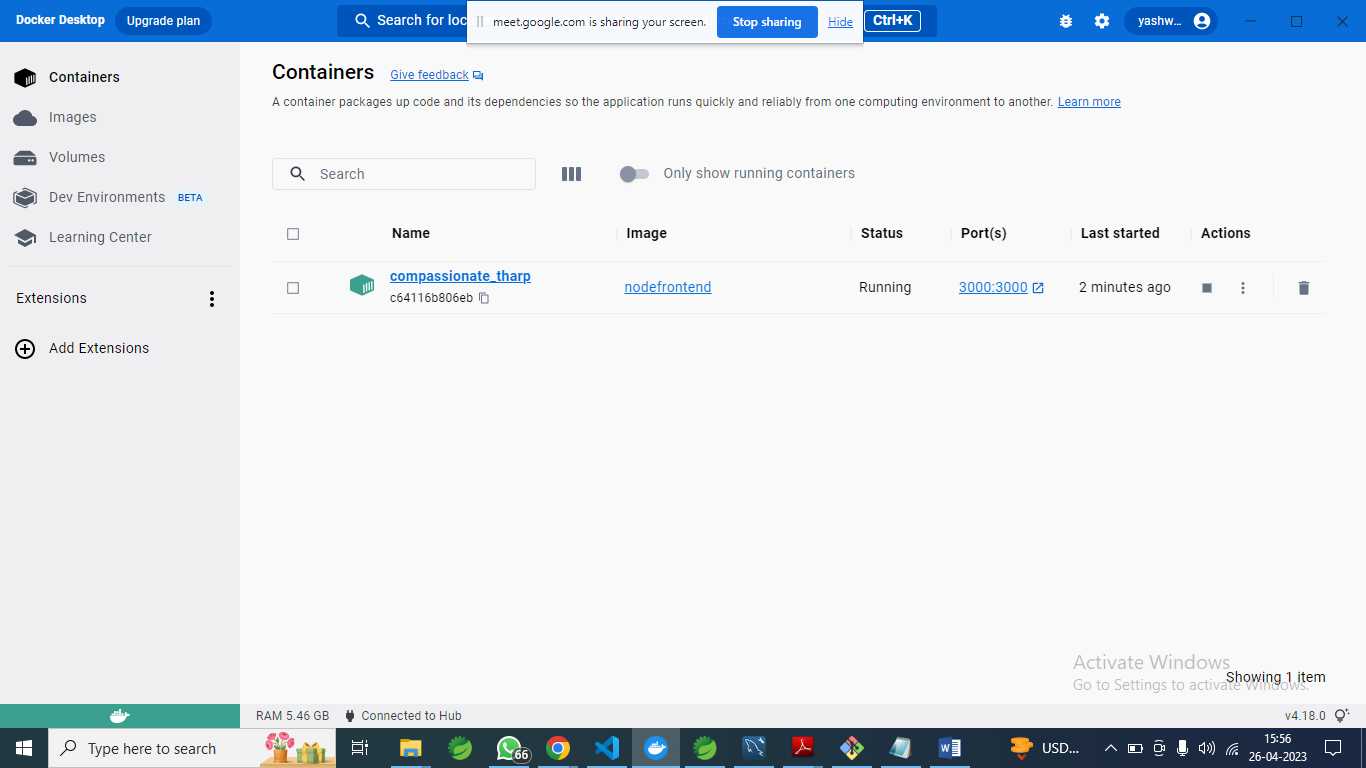 Docker Desktop Upgrade plan Search for loc Ctrl+K yashw...
meet.google.com is sharing your screen. Stop sharing Hide
Containers
Images
Volumes
Dev Environments BETA
Learning Center
Extensions
Add Extensions
Containers Give feedback
A container packages up code and its dependencies so the application runs quickly and reliably from one computing environment to another. Learn more
Search Only show running containers
Name Image Status Port(s) Last started Actions
compassionate_tharp nodefrontend Running 3000:3000 2 minutes ago
c64116b806eb
Activate Windows
Go to Settings to activate Windows.
Showing 1 item
RAM 5.46 GB Connected to Hub v4.18.0
Type here to search 66 USD... 15:56
26-04-2023